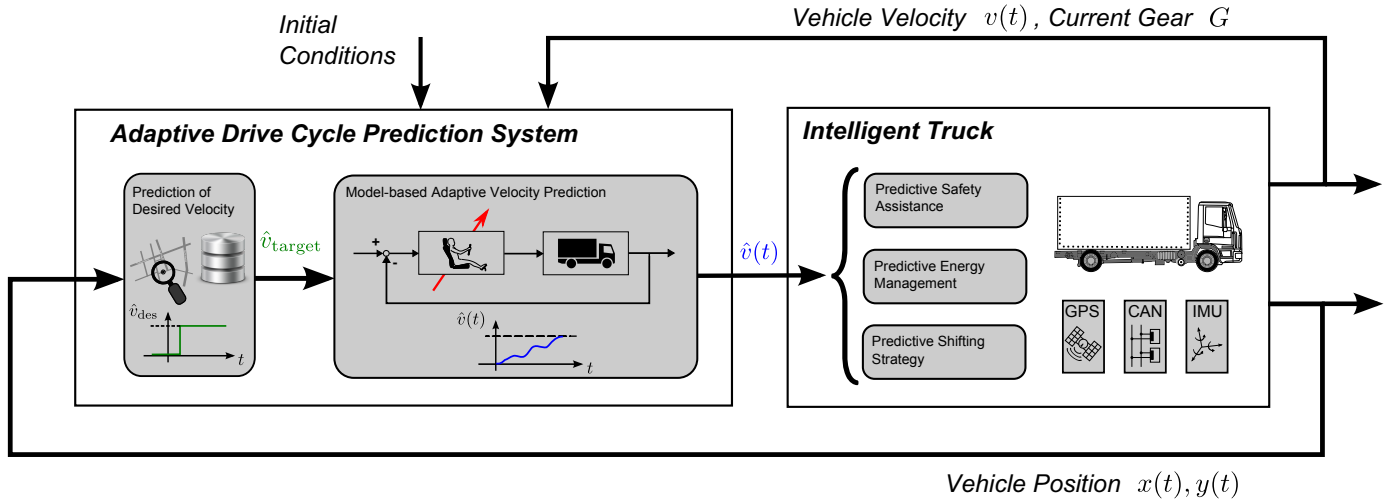 Vehicle Velocity v(t), Current Gear G
Initial
Conditions
Adaptive Drive Cycle Prediction System
Intelligent Truck
Prediction of
Desired Velocity
Model-based Adaptive Velocity Prediction
Predictive Safety
Assistance
+
-
v̂target
v̂(t)
Predictive Energy
Management
v̂des
t
v̂(t)
t
GPS
CAN
IMU
Predictive Shifting
Strategy
Vehicle Position x(t), y(t)